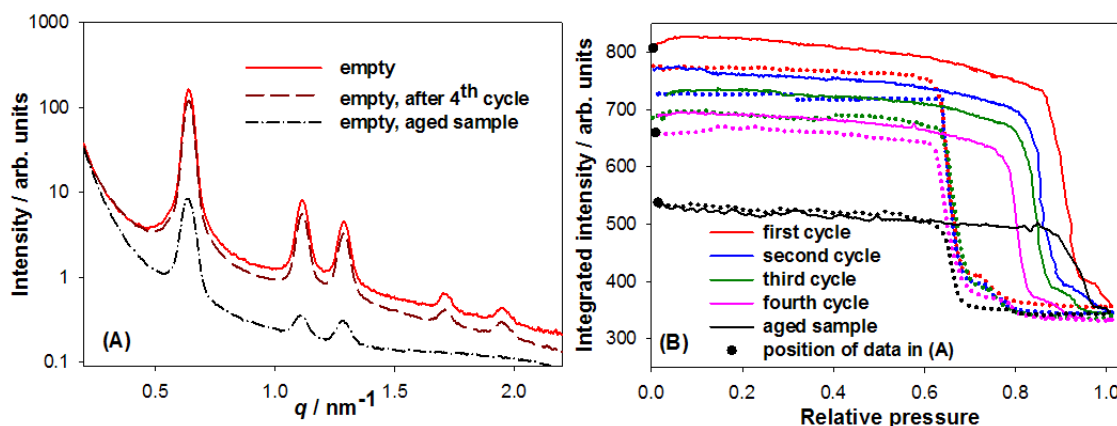 1000
100
10
1
0.1
Intensity / arb. units
empty
empty, after 4th cycle
empty, aged sample
(A)
0.5
1.0
1.5
2.0
q / nm-1
800
700
600
500
400
300
Integrated intensity / arb. units
first cycle
second cycle
third cycle
fourth cycle
aged sample
position of data in (A)
(B)
0.0
0.2
0.4
0.6
0.8
1.0
Relative pressure